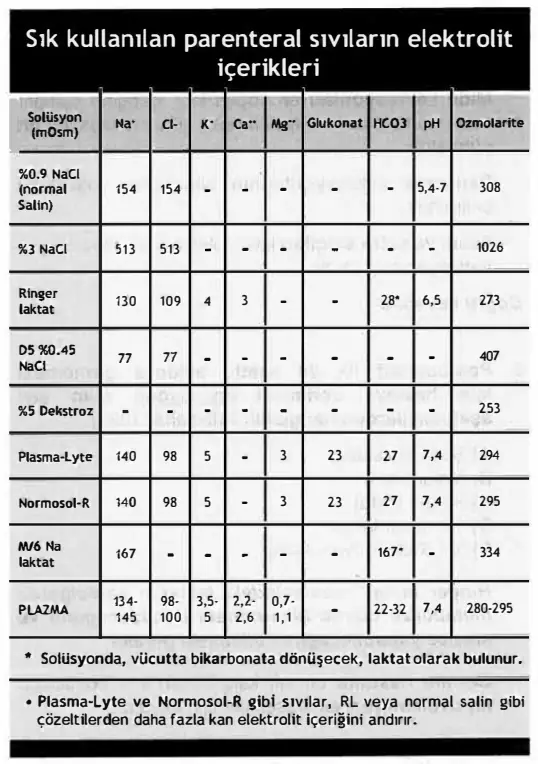 Sık kullanılan parenteral sıvıların elektrolit
içerikleri
Solüsyon (mOsm) Na⁺ Cl⁻ K⁺ Ca⁺⁺ Mg⁺⁺ Glukonat HCO3 pH Ozmolarite
%0.9 NaCl (normal Salin) 154 154 - - - - - 5,4-7 308
%3 NaCl 513 513 - - - - - - 1026
Ringer laktat 130 109 4 3 - - 28* 6,5 273
D5 %0.45 NaCl 77 77 - - - - - - 407
%5 Dekstroz - - - - - - - - 253
Plasma-Lyte 140 98 5 - 3 23 27 7,4 294
Normosol-R 140 98 5 - 3 23 27 7,4 295
M/6 Na laktat 167 - - - - - 167* - 334
PLAZMA 134-145 98-100 3,5-5 2,2-2,6 0,7-1,1 - 22-32 7,4 280-295
* Solüsyonda, vücutta bikarbonata dönüşecek, laktat olarak bulunur.
• Plasma-Lyte ve Normosol-R gibi sıvılar, RL veya normal salin gibi
çözeltilerden daha fazla kan elektrolit içeriğini andırır.